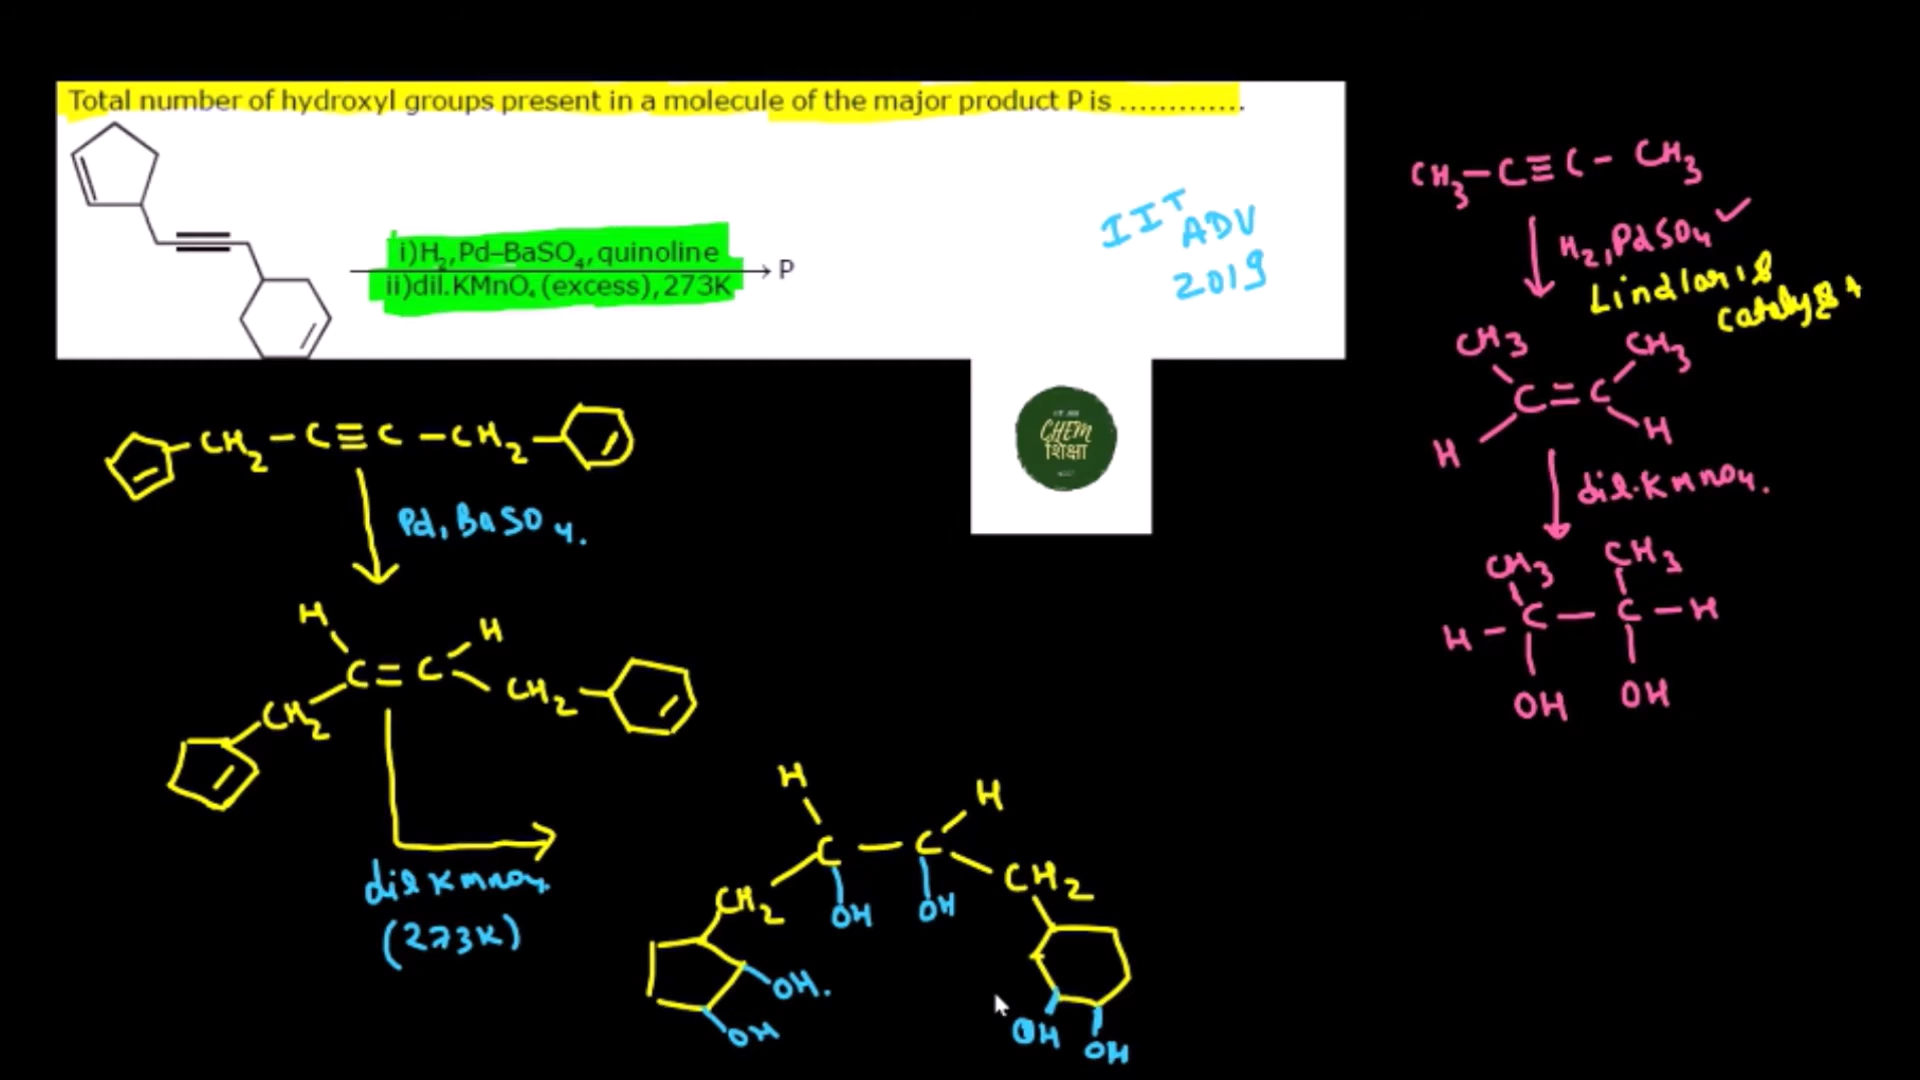 Total number of hydroxyl groups present in a molecule of the major product P is .............
i)H₂,Pd–BaSO₄,quinoline
ii)dil.KMnO₄(excess),273K
P
IIT
ADV
2019
CH₃–C≡C–CH₃
H₂,PdSO₄ ✓
Lindlar's
catalyst
CH₃ CH₃
C=C
H H
dil.KMnO₄.
CH₃ CH₃
H–C–C–H
OH OH
CHEM
शिक्षा
CH₂–C≡C–CH₂
Pd,BaSO₄.
H H
C=C
CH₂ CH₂
dil KMnO₄
(273K)
H H
C–C
CH₂ OH OH CH₂
OH.
OH
OH OH